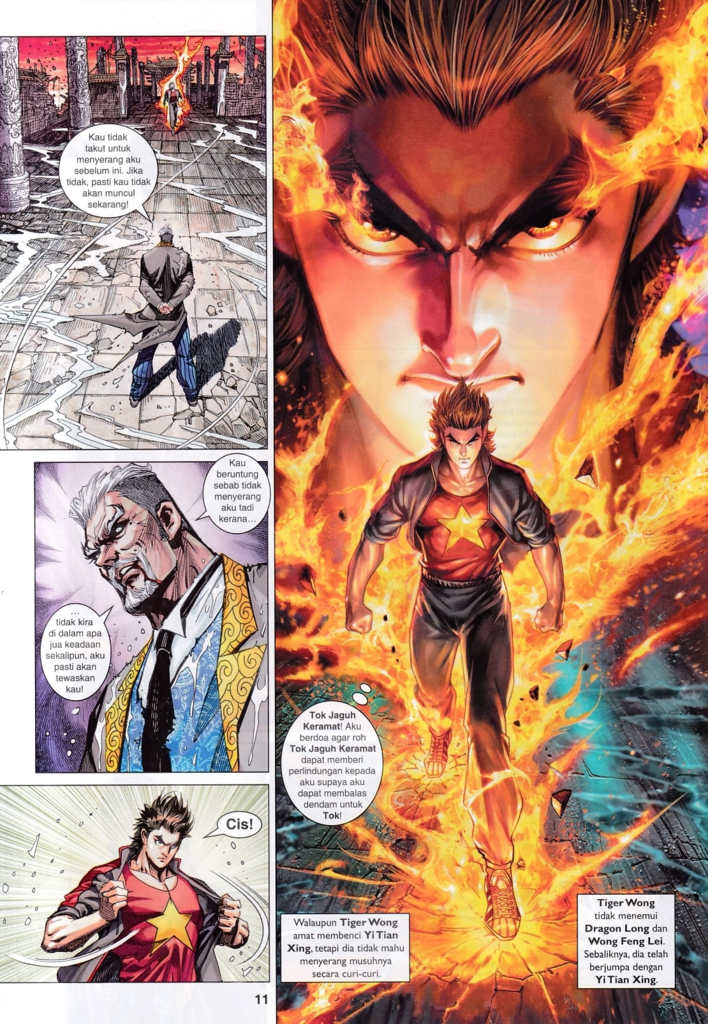 Kau tidak
takut untuk
menyerang aku
sebelum ini. Jika
tidak, pasti kau tidak
akan muncul
sekarang!
Kau
beruntung
sebab tidak
menyerang
aku tadi
kerana...
...
tidak kira
di dalam apa
jua keadaan
sekalipun, aku
pasti akan
tewaskan
kau!
Cis!
11
Tok Jaguh
Keramat! Aku
berdoa agar roh
Tok Jaguh Keramat
dapat memberi
perlindungan kepada
aku supaya aku
dapat membalas
dendam untuk
Tok!
Walaupun Tiger Wong
amat membenci Yi Tian
Xing, tetapi dia tidak mahu
menyerang musuhnya
secara curi-curi.
Tiger Wong
tidak menemui
Dragon Long dan
Wong Feng Lei.
Sebaliknya, dia telah
berjumpa dengan
Yi Tian Xing.